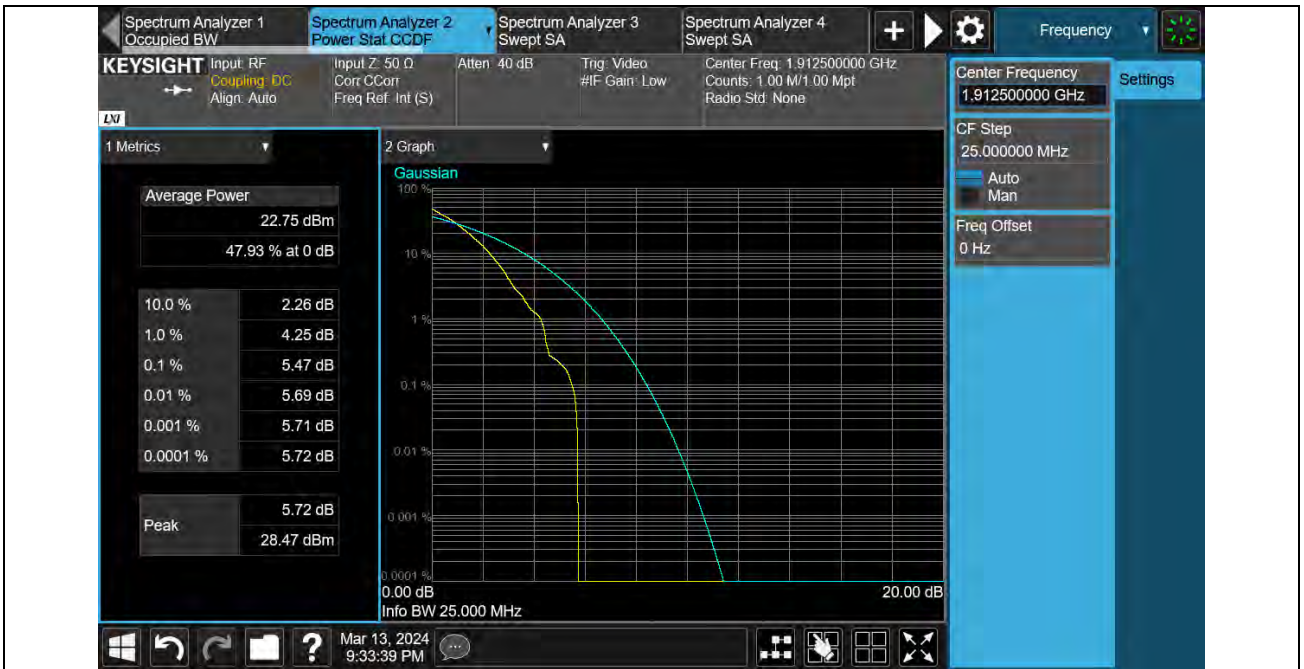 Spectrum Analyzer 1
Occupied BW
Spectrum Analyzer 2
Power Stat CCDF
Spectrum Analyzer 3
Swept SA
Spectrum Analyzer 4
Swept SA
+
Frequency
KEYSIGHT
LXI
Input: RF
Coupling: DC
Align: Auto
Input Z: 50 Ω
Corr CCorr
Freq Ref: Int (S)
Atten: 40 dB
Trig: Video
#IF Gain: Low
Center Freq: 1.912500000 GHz
Counts: 1.00 M/1.00 Mpt
Radio Std: None
Center Frequency
1.912500000 GHz
Settings
CF Step
25.000000 MHz
Auto
Man
Freq Offset
0 Hz
1 Metrics
Average Power
22.75 dBm
47.93 % at 0 dB
10.0 % 2.26 dB
1.0 % 4.25 dB
0.1 % 5.47 dB
0.01 % 5.69 dB
0.001 % 5.71 dB
0.0001 % 5.72 dB
Peak
5.72 dB
28.47 dBm
2 Graph
Gaussian
100 %
10 %
1 %
0.1 %
0.01 %
0.001 %
0.0001 %
0.00 dB
20.00 dB
Info BW 25.000 MHz
?
Mar 13, 2024
9:33:39 PM